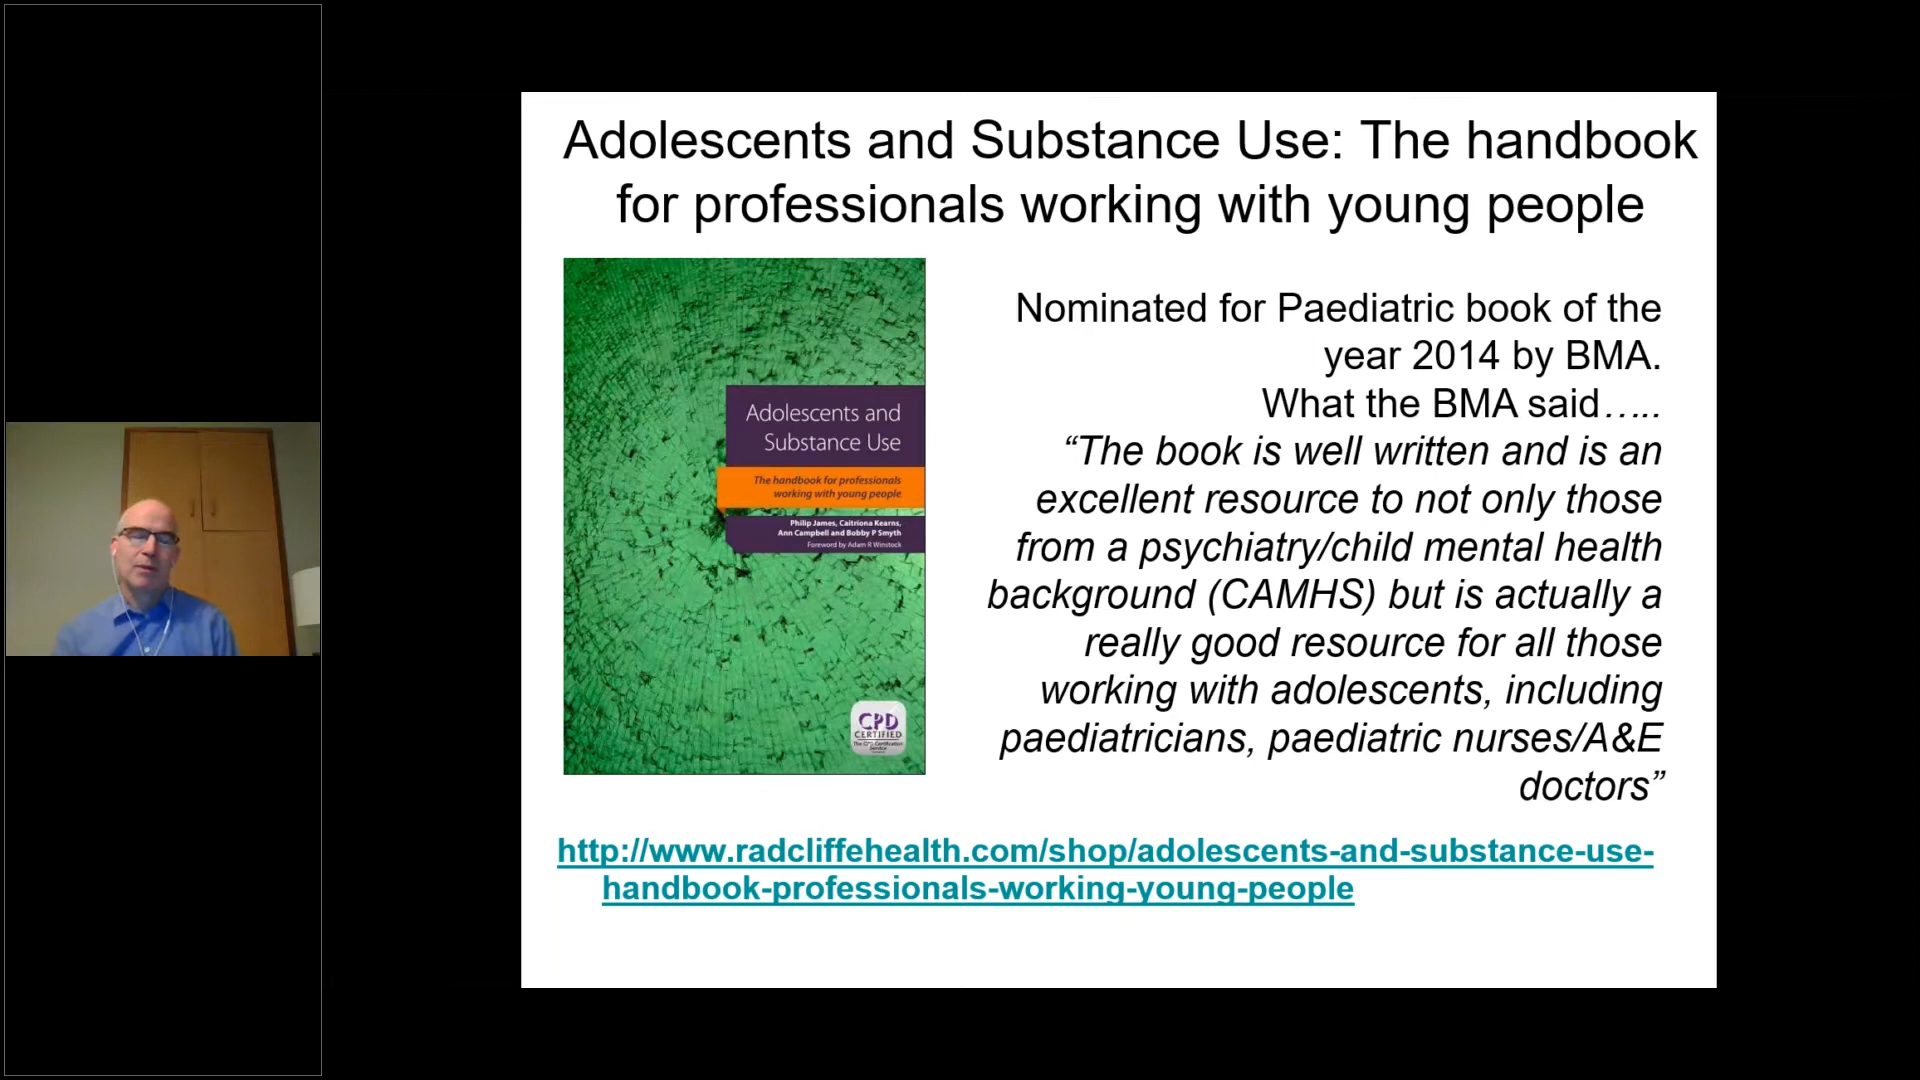 Adolescents and Substance Use: The handbook
for professionals working with young people
Adolescents and
Substance Use
The handbook for professionals
working with young people
Philip James, Caitríona Kearns,
Ann Campbell and Bobby P Smyth
Foreword by Adam R Winstock
CPD
CERTIFIED
The CPD Certification
Service
Nominated for Paediatric book of the
year 2014 by BMA.
What the BMA said…..
“The book is well written and is an
excellent resource to not only those
from a psychiatry/child mental health
background (CAMHS) but is actually a
really good resource for all those
working with adolescents, including
paediatricians, paediatric nurses/A&E
doctors”
http://www.radcliffehealth.com/shop/adolescents-and-substance-use-
handbook-professionals-working-young-people